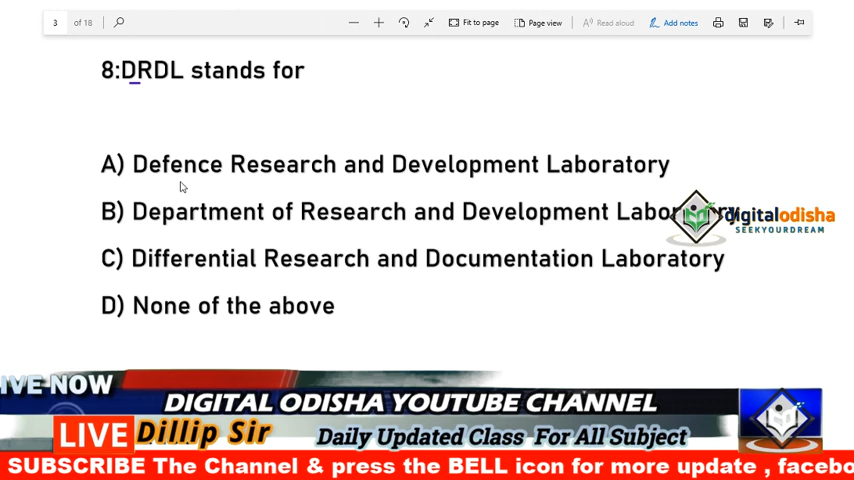 3 of 18 Fit to page Page view Read aloud Add notes
8:DRDL stands for
A) Defence Research and Development Laboratory
B) Department of Research and Development Laboratory
digitalodisha
SEEKYOURDREAM
C) Differential Research and Documentation Laboratory
D) None of the above
IVE NOW
DIGITAL ODISHA YOUTUBE CHANNEL
LIVE Dillip Sir Daily Updated Class For All Subject
SUBSCRIBE The Channel & press the BELL icon for more update , facebo